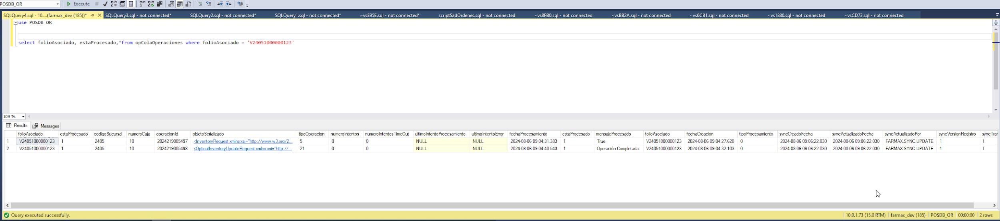 POSDB_OR Execute
SQLQuery4.sql - 10....(farmax_dev (185))* SQLQuery3.sql - not connected* SQLQuery2.sql - not connected* SQLQuery1.sql - not connected* ~vsE95E.sql - not connected* scriptSadOrdenes.sql - not connected ~vs8FB0.sql - not connected ~vsBB2A.sql - not connected ~vs6CB1.sql - not connected ~vs1880.sql - not connected ~vsCD73.sql - not connected
use POSDB_OR
select folioAsociado, estaProcesado,*from opColaOperaciones where folioAsociado = 'V24051000000123'
109 %
Results Messages
folioAsociado estaProcesado codigoSucursal numeroCaja operacionId objetoSerializado tipoOperacion numeroIntentos numeroIntentosTimeOut ultimoIntentoProcesamiento ultimoIntentoError fechaProcesamiento estaProcesado mensajeProcesado folioAsociado fechaCreacion tipoProcesamiento syncCreadoFecha syncActualizadoFecha syncActualizadoPor syncVersionRegistro syncTrar
1 V24051000000123 1 2405 10 2024219005497 <InventoryRequest xmlns:xsi="http://www.w3.org/2... 5 0 0 NULL NULL 2024-08-06 09:04:31.383 1 True V24051000000123 2024-08-06 09:04:27.620 0 2024-08-06 09:06:22.030 2024-08-06 09:06:22.030 FARMAX.SYNC.UPDATE 1 I
2 V24051000000123 1 2405 10 2024219005498 <OpticalInventoryUpdateRequest xmlns:xsi="http://... 21 0 0 NULL NULL 2024-08-06 09:04:40.543 1 Operación Completada. V24051000000123 2024-08-06 09:04:32.103 0 2024-08-06 09:06:22.030 2024-08-06 09:06:22.030 FARMAX.SYNC.UPDATE 1 I
Query executed successfully. 10.0.1.73 (15.0 RTM) farmax_dev (185) POSDB_OR 00:00:00 2 rows